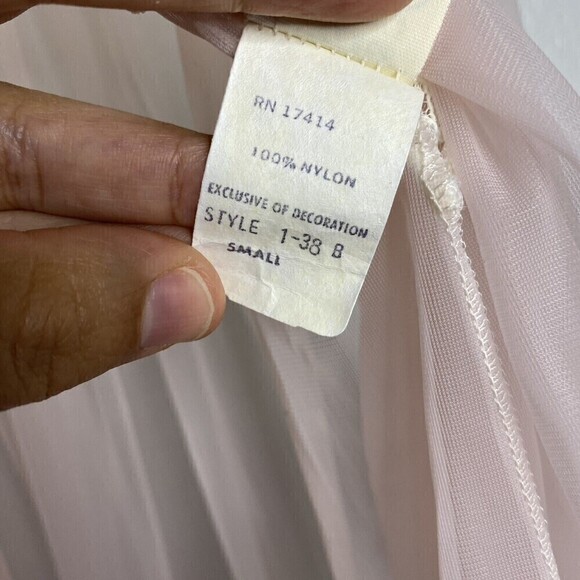 RN 17414
100% NYLON
EXCLUSIVE OF DECORATION
STYLE 1-38 B
SMALL